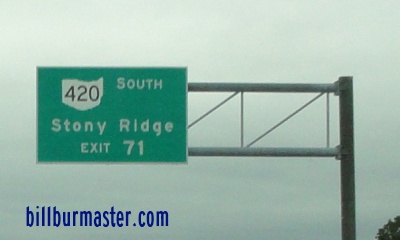 420 SOUTH
Stony Ridge
EXIT 71
billburmaster.com